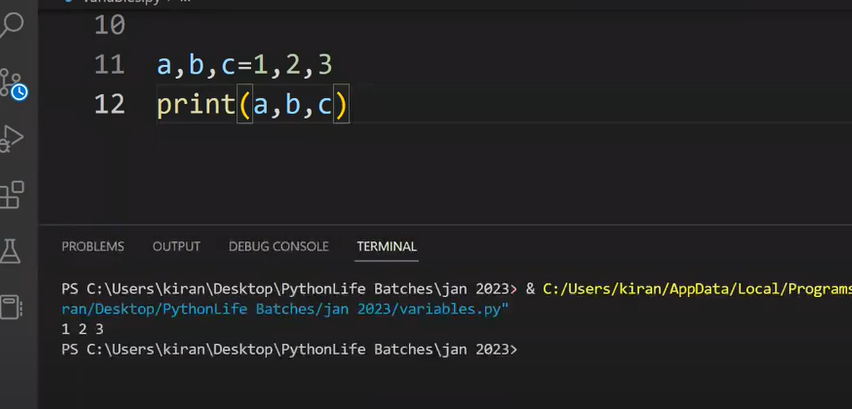 variables.py
10
11 a,b,c=1,2,3
12 print(a,b,c)
PROBLEMS OUTPUT DEBUG CONSOLE TERMINAL
PS C:\Users\kiran\Desktop\PythonLife Batches\jan 2023> & C:/Users/kiran/AppData/Local/Programs
ran/Desktop/PythonLife Batches/jan 2023/variables.py"
1 2 3
PS C:\Users\kiran\Desktop\PythonLife Batches\jan 2023>